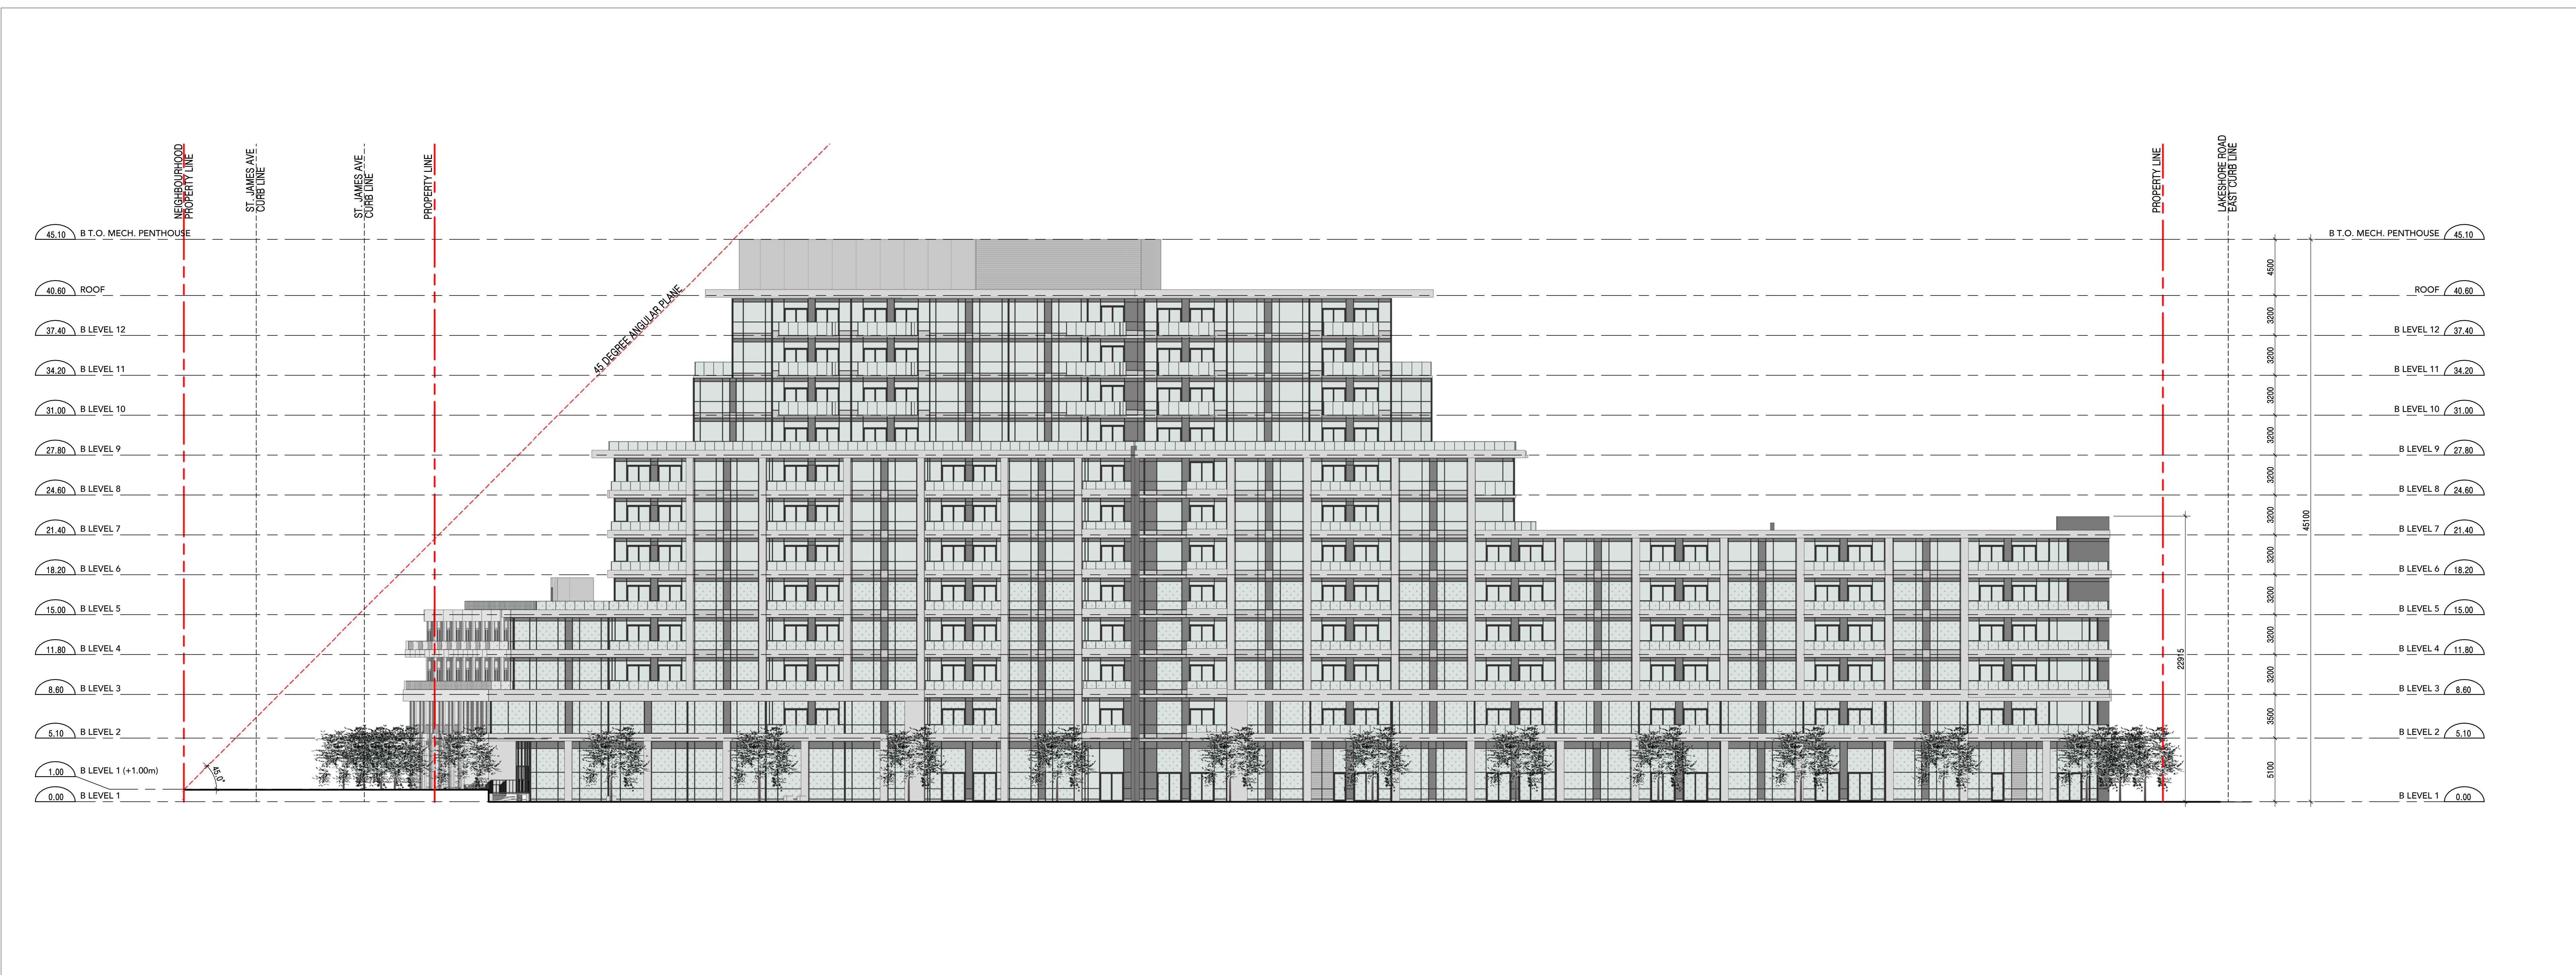 NEIGHBOURHOOD
PROPERTY LINE
ST. JAMES AVE
CURB LINE
ST. JAMES AVE
CURB LINE
PROPERTY LINE
PROPERTY LINE
LAKESHORE ROAD
EAST CURB LINE
45.10 B T.O. MECH. PENTHOUSE
40.60 ROOF
37.40 B LEVEL 12
34.20 B LEVEL 11
31.00 B LEVEL 10
27.80 B LEVEL 9
24.60 B LEVEL 8
21.40 B LEVEL 7
18.20 B LEVEL 6
15.00 B LEVEL 5
11.80 B LEVEL 4
8.60 B LEVEL 3
5.10 B LEVEL 2
1.00 B LEVEL 1 (+1.00m)
0.00 B LEVEL 1
45 DEGREE ANGULAR PLANE
45.0°
22915
4500
3200
3200
3200
3200
3200
3200
3200
3200
3200
3200
3500
5100
45100
B T.O. MECH. PENTHOUSE 45.10
ROOF 40.60
B LEVEL 12 37.40
B LEVEL 11 34.20
B LEVEL 10 31.00
B LEVEL 9 27.80
B LEVEL 8 24.60
B LEVEL 7 21.40
B LEVEL 6 18.20
B LEVEL 5 15.00
B LEVEL 4 11.80
B LEVEL 3 8.60
B LEVEL 2 5.10
B LEVEL 1 0.00